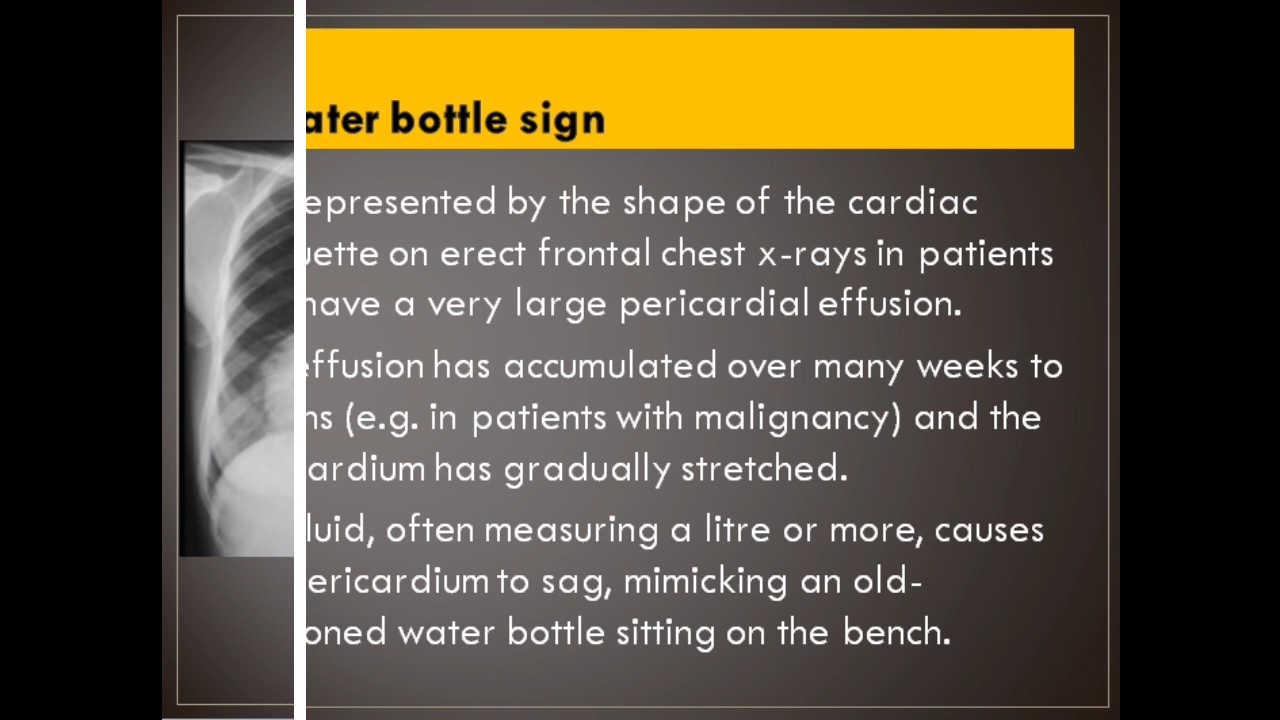 ater bottle sign
epresented by the shape of the cardiac
uette on erect frontal chest x-rays in patients
have a very large pericardial effusion.
effusion has accumulated over many weeks to
ns (e.g. in patients with malignancy) and the
ardium has gradually stretched.
luid, often measuring a litre or more, causes
ericardium to sag, mimicking an old-
oned water bottle sitting on the bench.